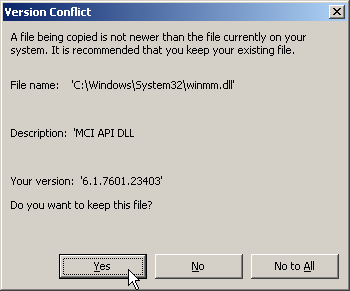 Version Conflict
A file being copied is not newer than the file currently on your
system. It is recommended that you keep your existing file.
File name: 'C:\Windows\System32\winmm.dll'
Description: 'MCI API DLL
Your version: '6.1.7601.23403'
Do you want to keep this file?
Yes No No to All